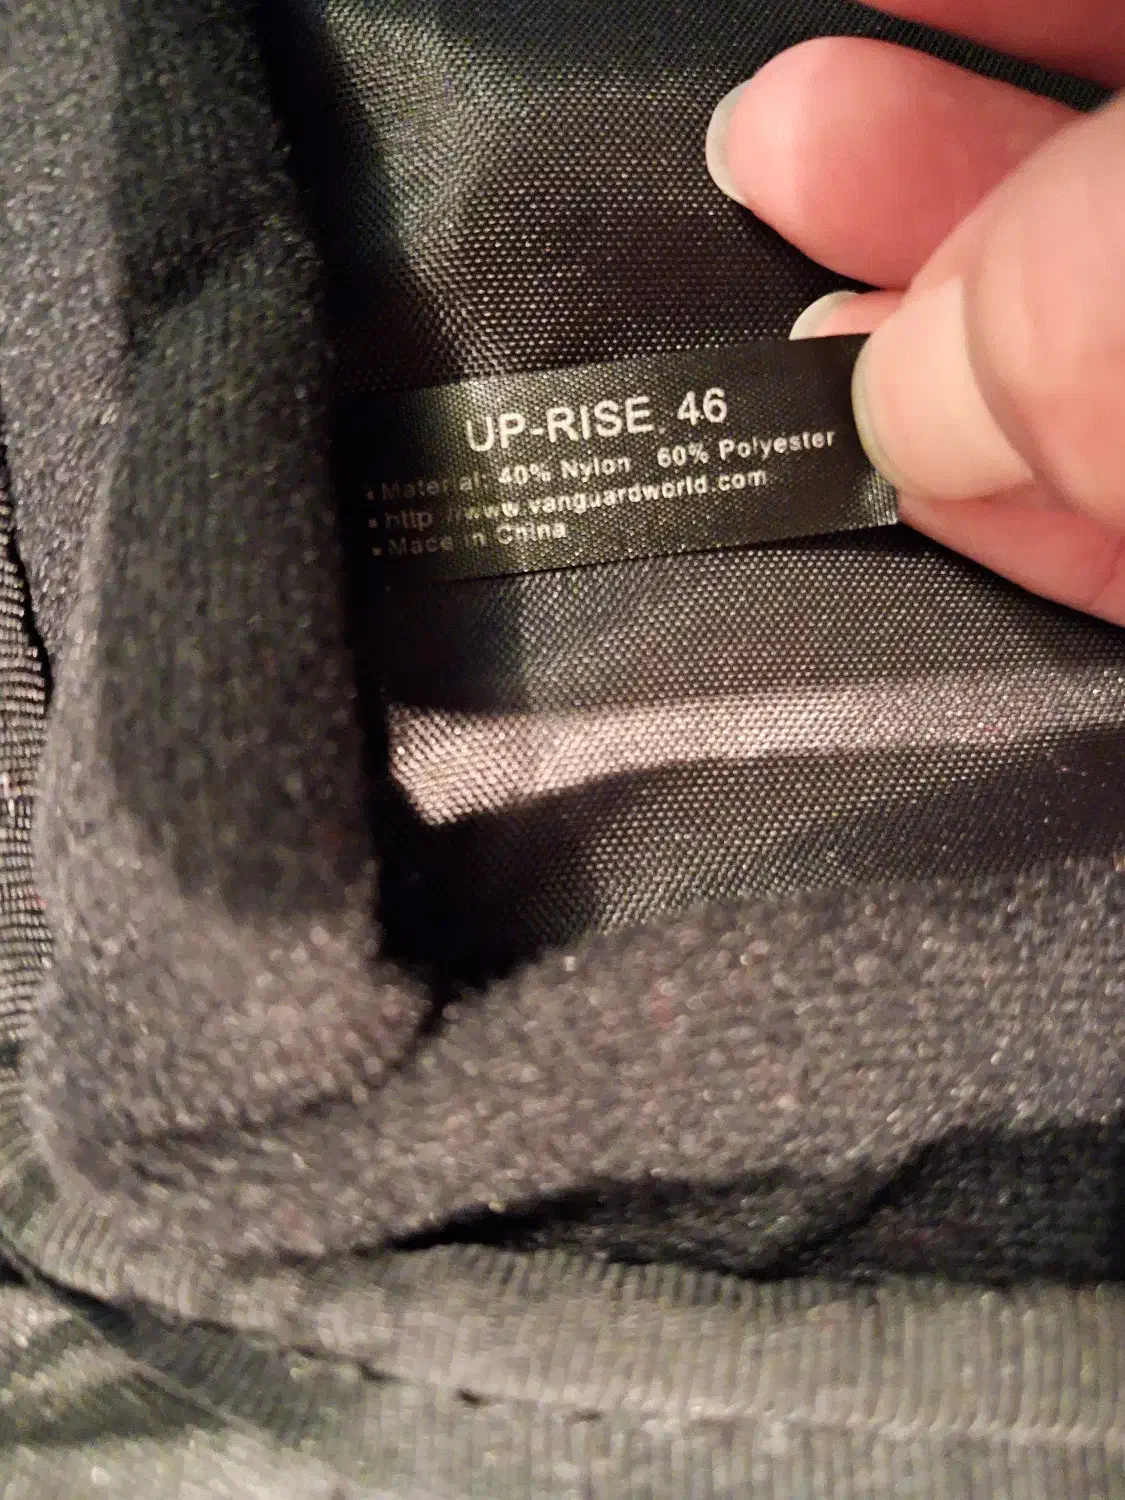 UP-RISE 46
• Material: 40% Nylon 60% Polyester
• http://www.vanguardworld.com
• Made in China